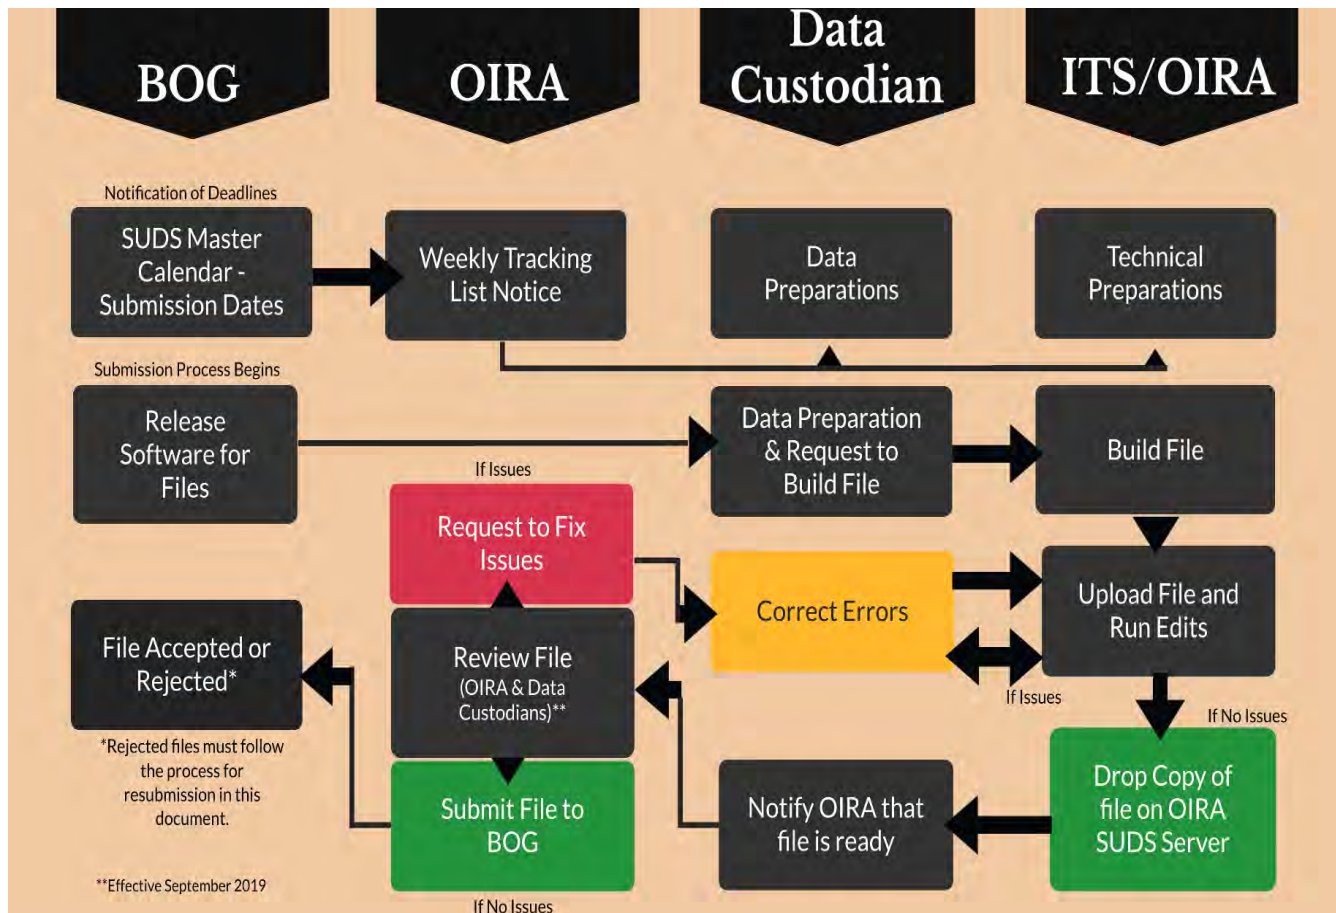 BOG
OIRA
Data
Custodian
ITS/OIRA
Notification of Deadlines
SUDS Master
Calendar -
Submission Dates
Weekly Tracking
List Notice
Data
Preparations
Technical
Preparations
Submission Process Begins
Release
Software for
Files
Data Preparation
& Request to
Build File
Build File
If Issues
Request to Fix
Issues
Correct Errors
Upload File and
Run Edits
If Issues
File Accepted or
Rejected*
Review File
(OIRA & Data
Custodians)**
If No Issues
*Rejected files must follow
the process for
resubmission in this
document.
Submit File to
BOG
Notify OIRA that
file is ready
Drop Copy of
file on OIRA
SUDS Server
**Effective September 2019
If No Issues